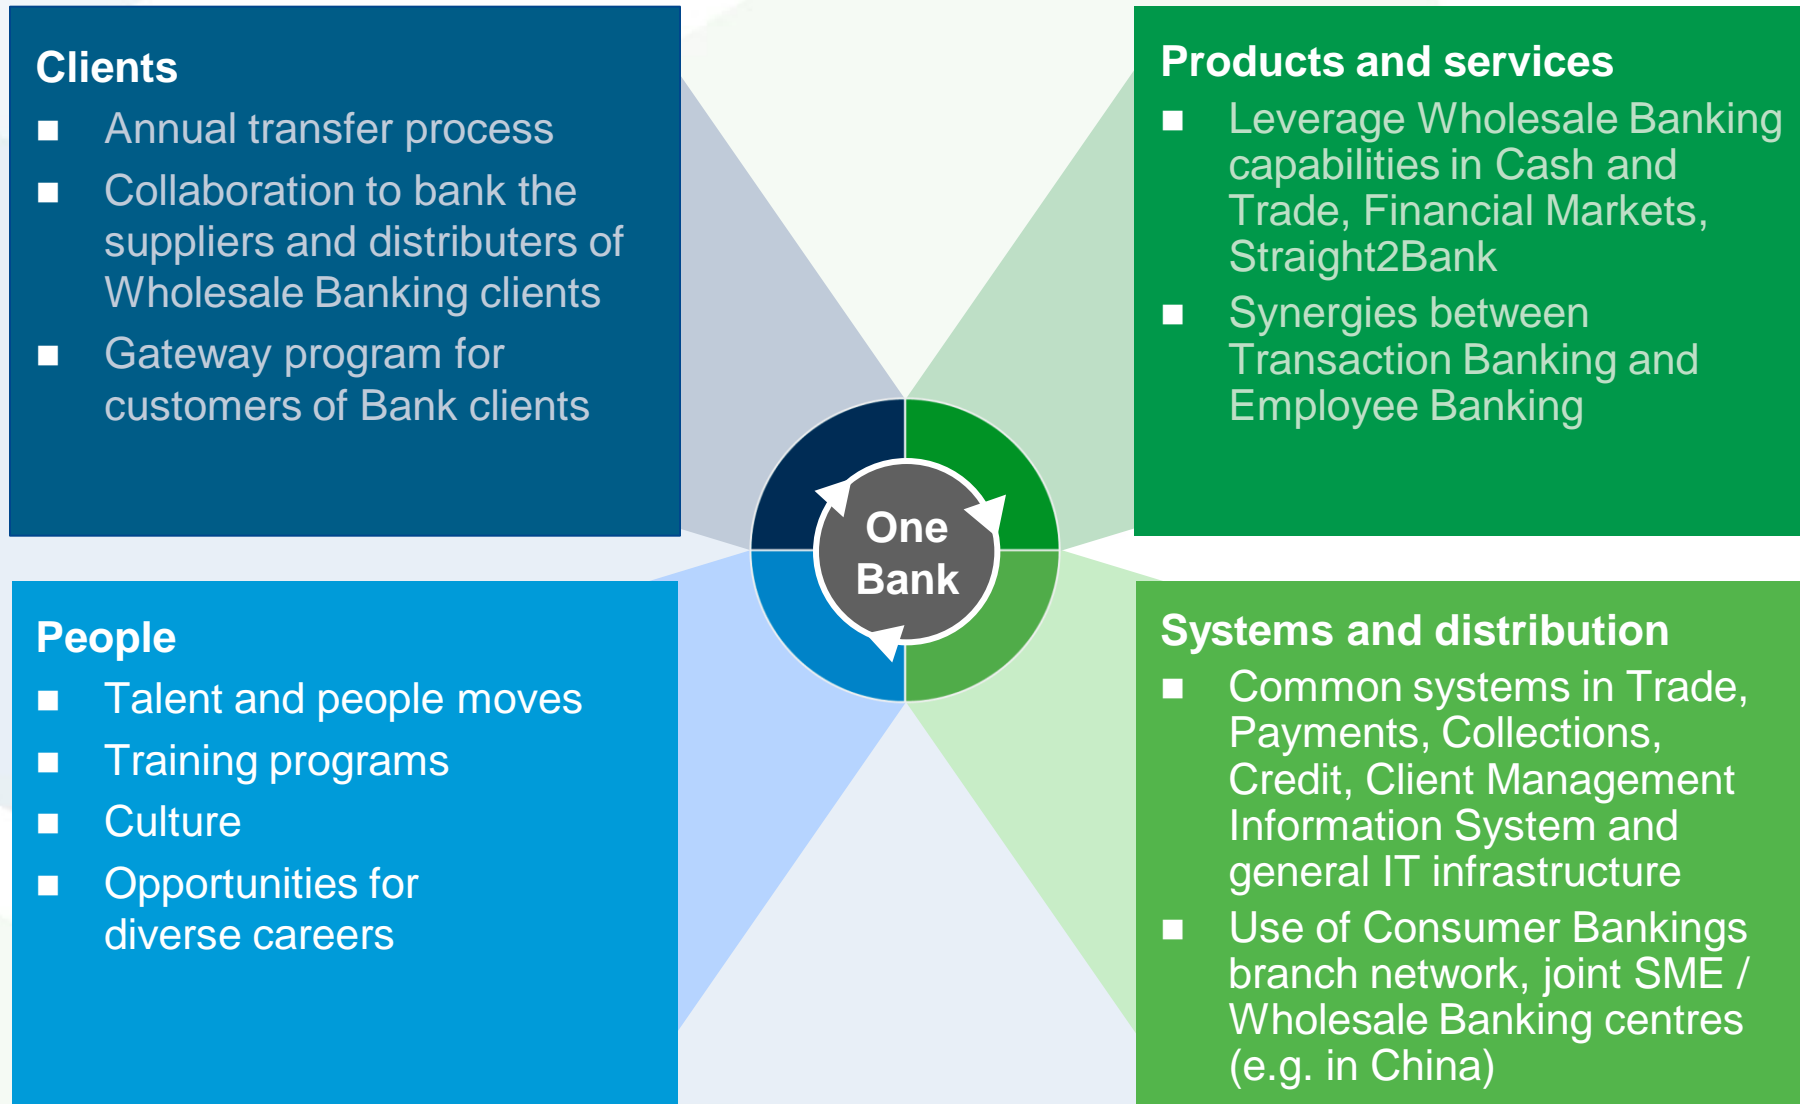 Clients
Annual transfer process
Collaboration to bank the
suppliers and distributers of
Wholesale Banking clients
Gateway program for
customers of Bank clients
Products and services
Leverage Wholesale Banking
capabilities in Cash and
Trade, Financial Markets,
Straight2Bank
Synergies between
Transaction Banking and
Employee Banking
One
Bank
People
Talent and people moves
Training programs
Culture
Opportunities for
diverse careers
Systems and distribution
Common systems in Trade,
Payments, Collections,
Credit, Client Management
Information System and
general IT infrastructure
Use of Consumer Bankings
branch network, joint SME /
Wholesale Banking centres
(e.g. in China)